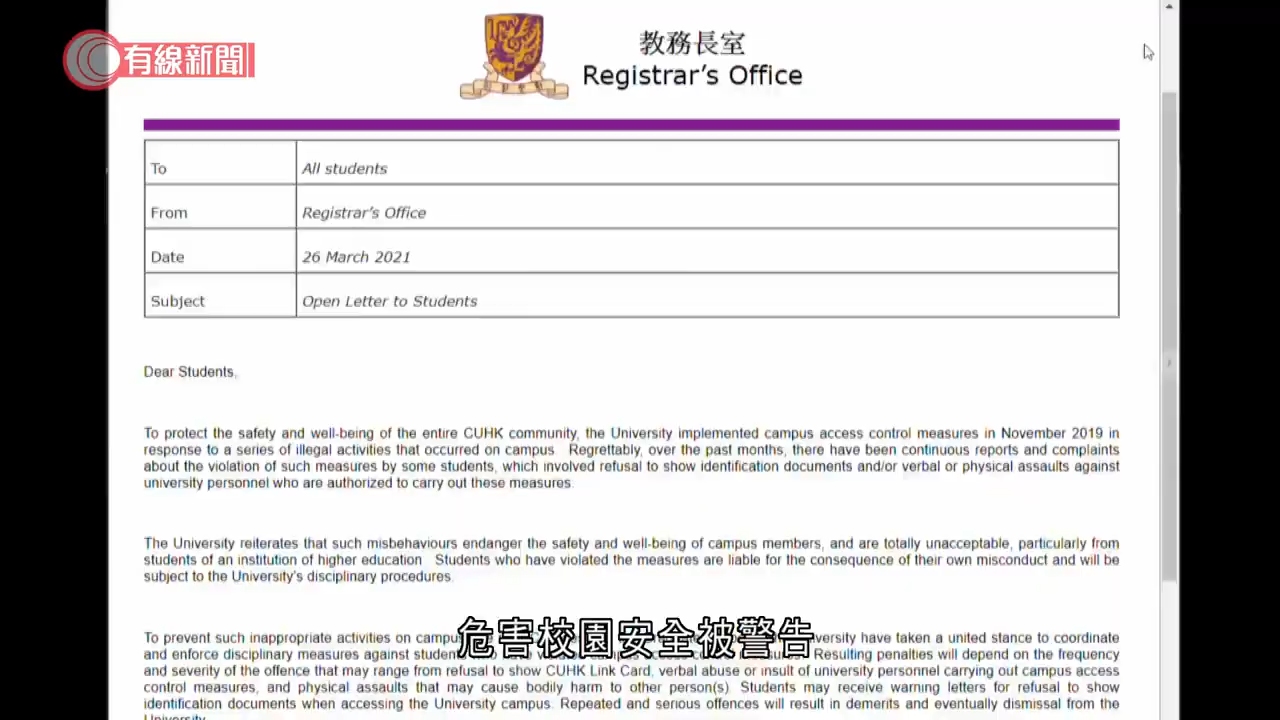 有線新聞
教務長室
Registrar's Office
To
All students
From
Registrar's Office
Date
26 March 2021
Subject
Open Letter to Students
Dear Students,
To protect the safety and well-being of the entire CUHK community, the University implemented campus access control measures in November 2019 in
response to a series of illegal activities that occurred on campus. Regrettably, over the past months, there have been continuous reports and complaints
about the violation of such measures by some students, which involved refusal to show identification documents and/or verbal or physical assaults against
university personnel who are authorized to carry out these measures.
The University reiterates that such misbehaviours endanger the safety and well-being of campus members, and are totally unacceptable, particularly from
students of an institution of higher education. Students who have violated the measures are liable for the consequence of their own misconduct and will be
subject to the University's disciplinary procedures.
To prevent such inappropriate activities on campus University have taken a united stance to coordinate
and enforce disciplinary measures against Resulting penalties will depend on the frequency
and severity of the offence that may range from refusal to show CUHK Link Card, verbal abuse or insult of university personnel carrying out campus access
control measures, and physical assaults that may cause bodily harm to other person(s). Students may receive warning letters for refusal to show
identification documents when accessing the University campus. Repeated and serious offences will result in demerits and eventually dismissal from the
University.
危害校園安全被警告